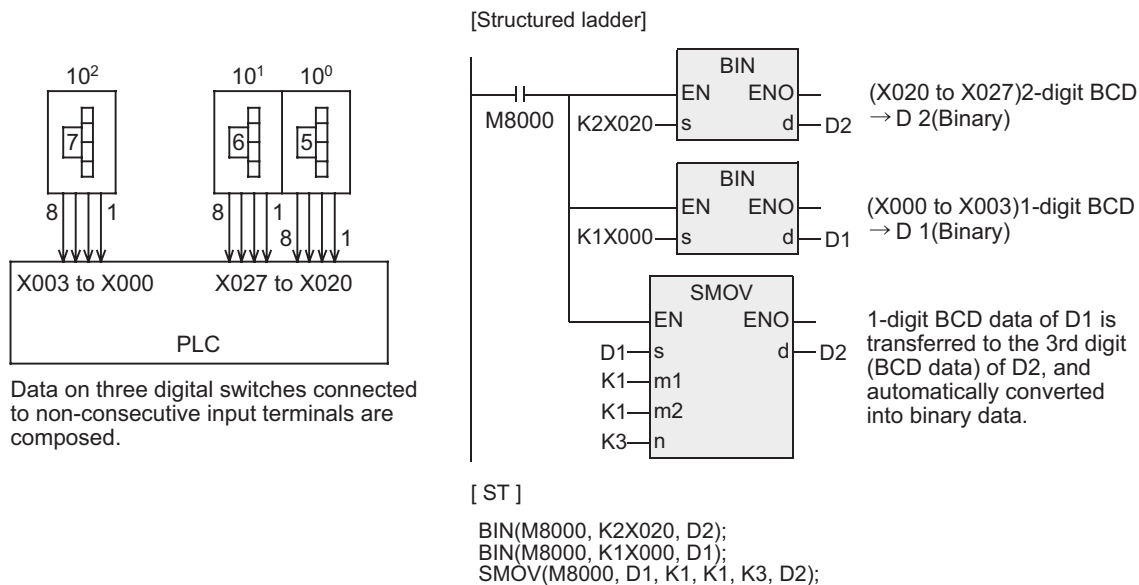 10²
10¹ 10⁰
7
6
5
8 1
8 1
8 1
X003 to X000 X027 to X020
PLC
Data on three digital switches connected
to non-consecutive input terminals are
composed.
[Structured ladder]
M8000
BIN
EN ENO
K2X020 s d D2
(X020 to X027)2-digit BCD
→ D 2(Binary)
BIN
EN ENO
K1X000 s d D1
(X000 to X003)1-digit BCD
→ D 1(Binary)
SMOV
EN ENO
D1 s d D2
K1 m1
K1 m2
K3 n
1-digit BCD data of D1 is
transferred to the 3rd digit
(BCD data) of D2, and
automatically converted
into binary data.
[ ST ]
BIN(M8000, K2X020, D2);
BIN(M8000, K1X000, D1);
SMOV(M8000, D1, K1, K1, K3, D2);